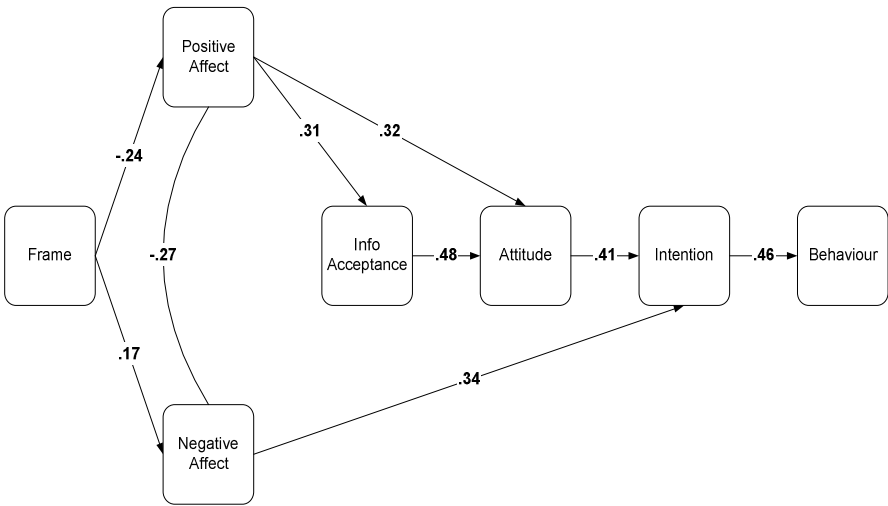 Positive
Affect
.31
.32
-.24
Frame
-.27
Info
Acceptance
.48
Attitude
.41
Intention
.46
Behaviour
.17
.34
Negative
Affect